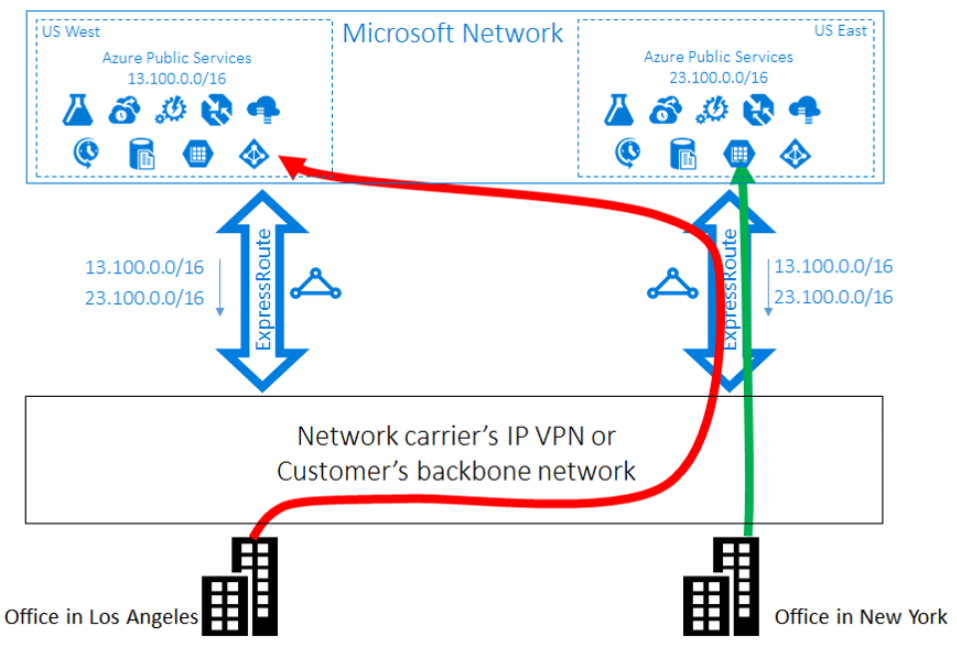 US West
Microsoft Network
US East
Azure Public Services
13.100.0.0/16
Azure Public Services
23.100.0.0/16
13.100.0.0/16
23.100.0.0/16
ExpressRoute
ExpressRoute
13.100.0.0/16
23.100.0.0/16
Network carrier's IP VPN or
Customer's backbone network
Office in Los Angeles
Office in New York